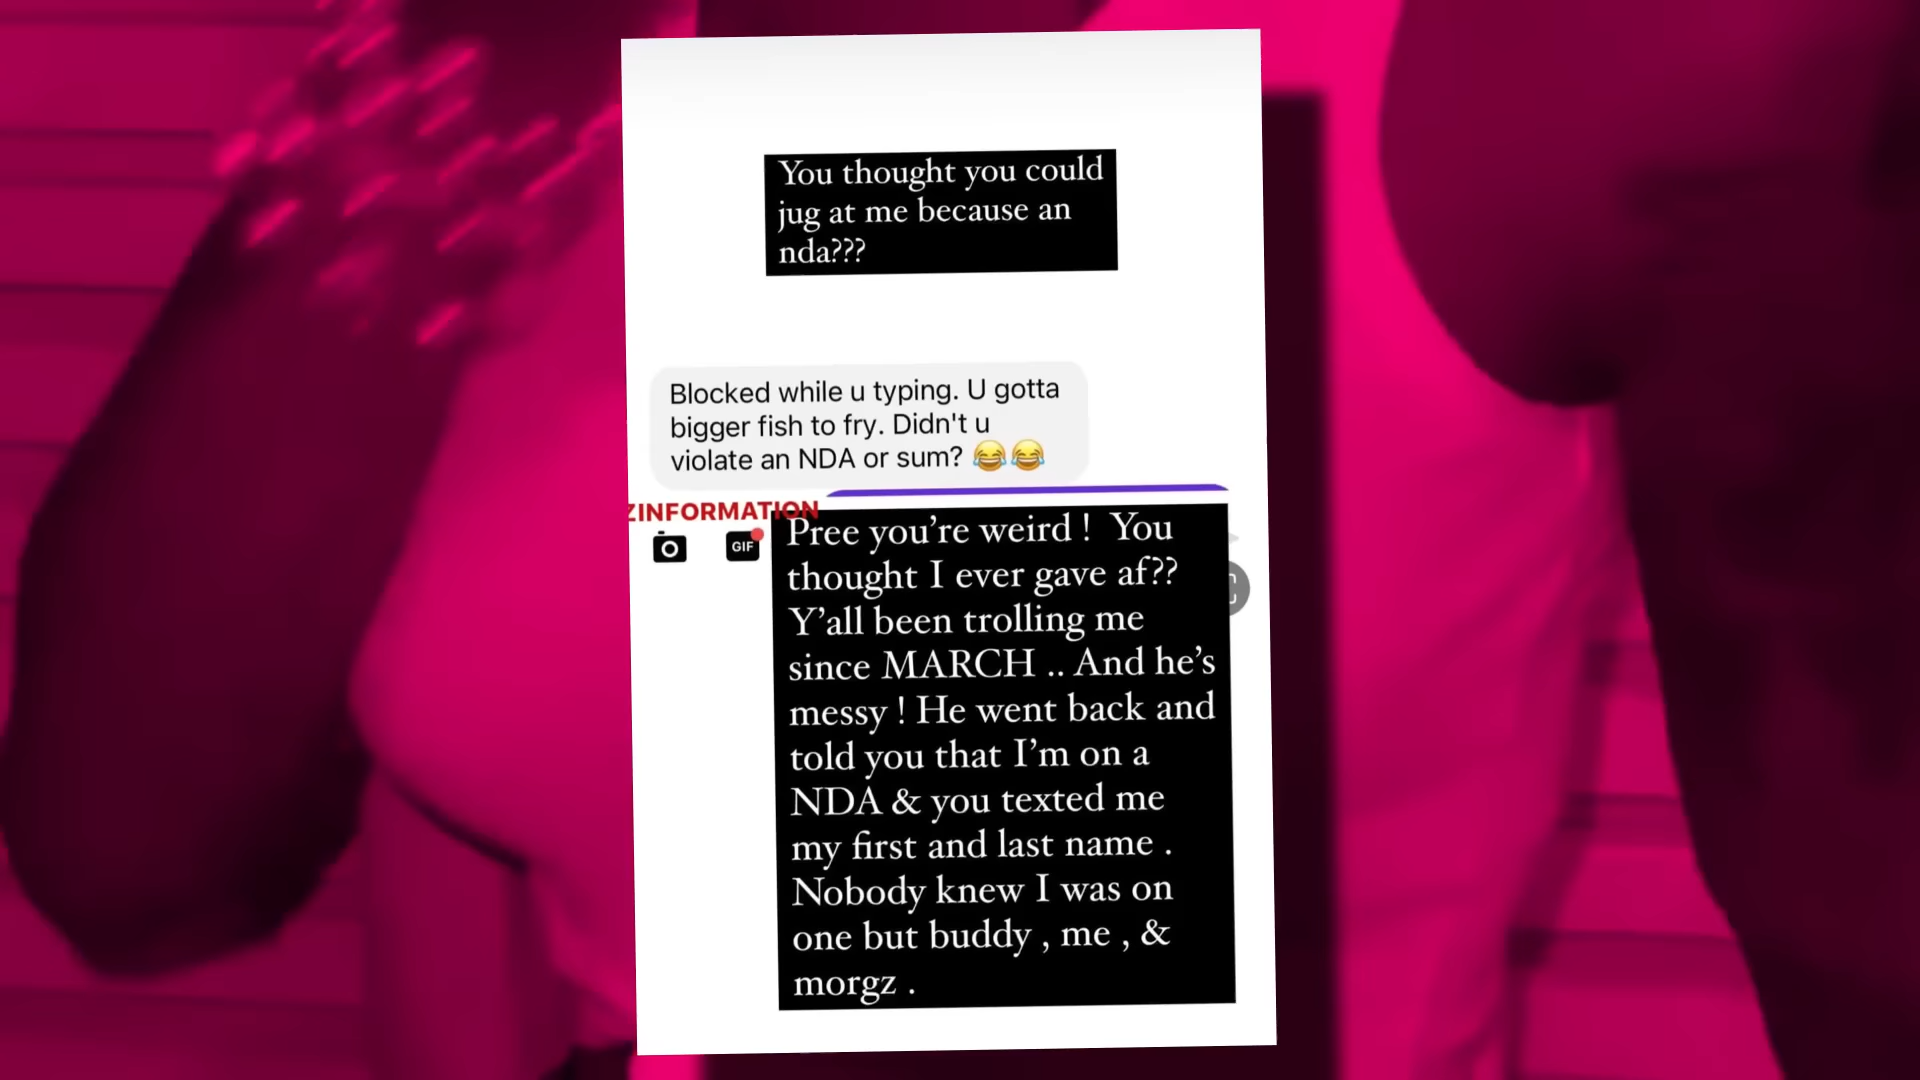 You thought you could
jug at me because an
nda???
Blocked while u typing. U gotta
bigger fish to fry. Didn't u
violate an NDA or sum? 😂😂
ZINFORMATION
GIF
Pree you're weird ! You
thought I ever gave af??
Y'all been trolling me
since MARCH .. And he's
messy ! He went back and
told you that I'm on a
NDA & you texted me
my first and last name .
Nobody knew I was on
one but buddy , me , &
morgz .